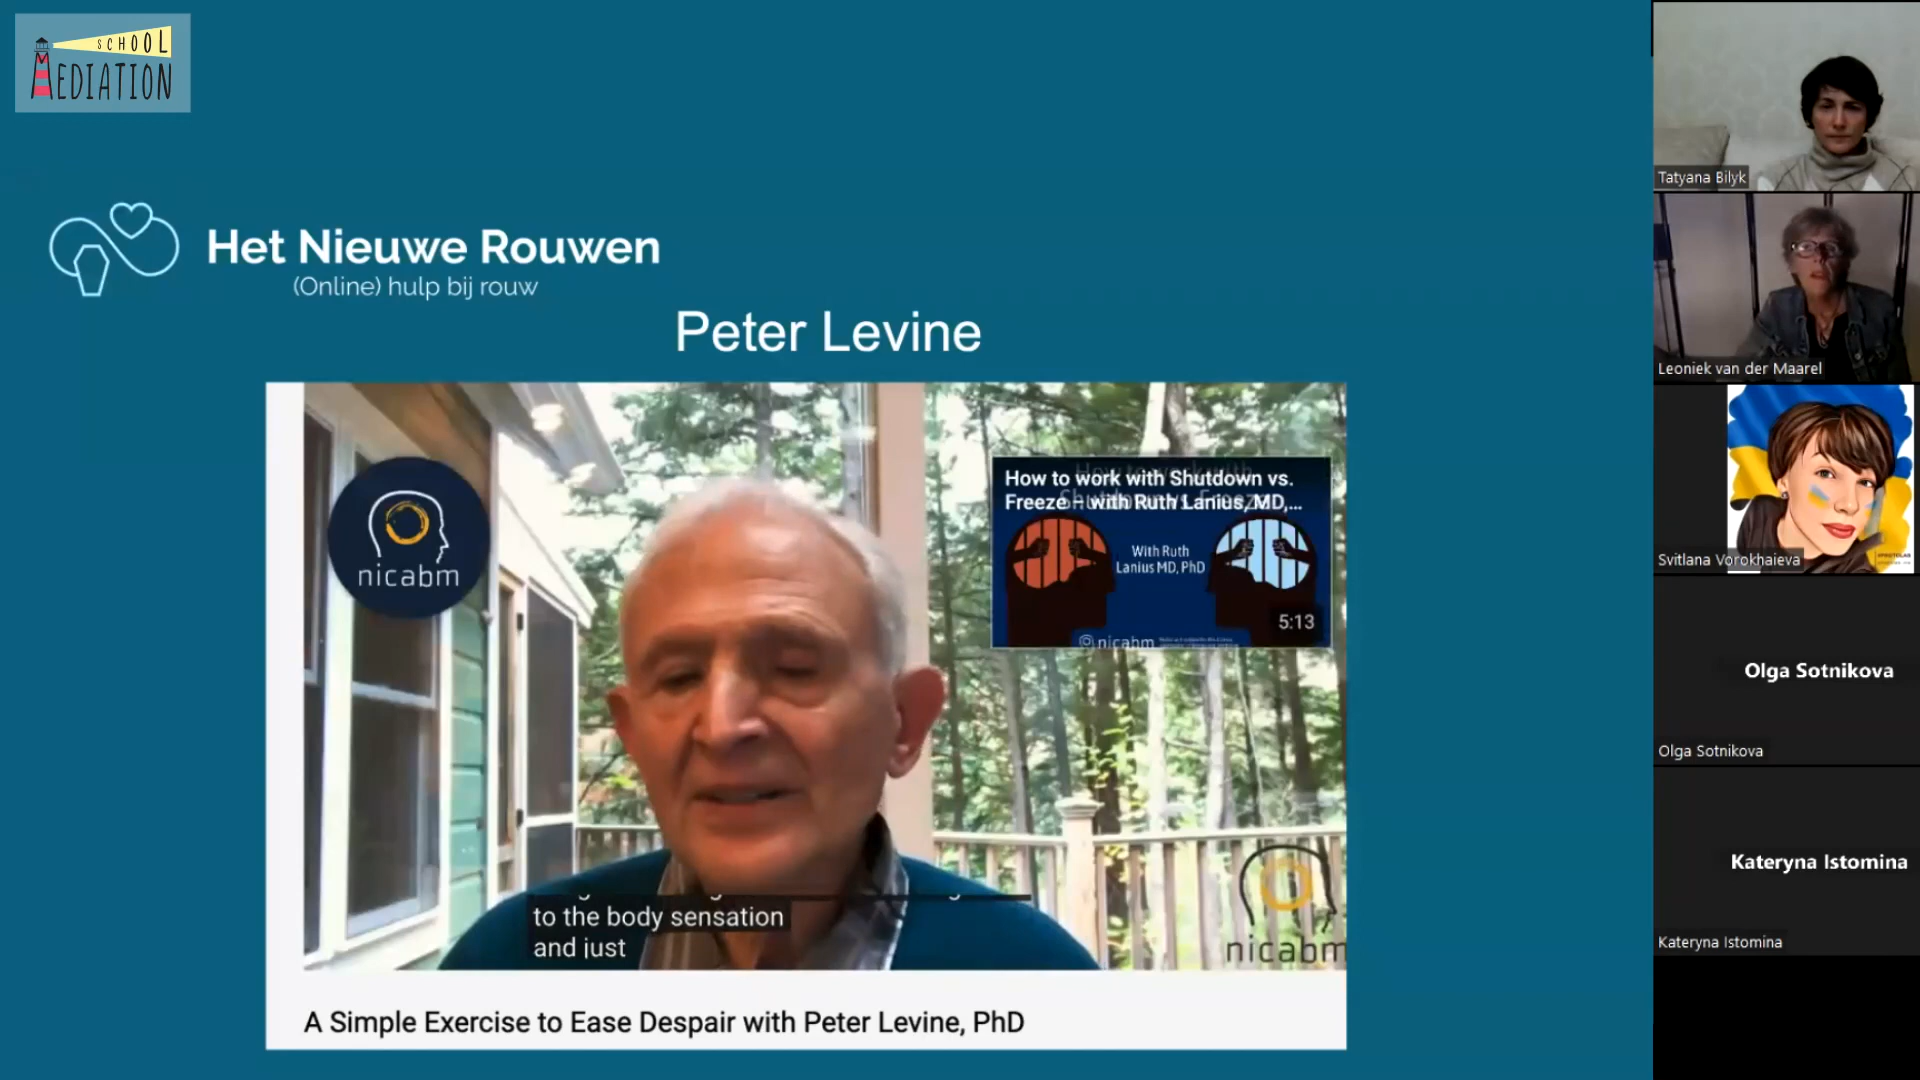 SCHOOL
MEDIATION
Het Nieuwe Rouwen
(Online) hulp bij rouw
Peter Levine
nicabm
How to work with Shutdown vs.
Freeze – with Ruth Lanius, MD,...
With Ruth
Lanius MD, PhD
5:13
nicabm
to the body sensation
and just
nicabm
A Simple Exercise to Ease Despair with Peter Levine, PhD
Tatyana Bilyk
Leoniek van der Maarel
Svitlana Vorokhaieva
Olga Sotnikova
Olga Sotnikova
Kateryna Istomina
Kateryna Istomina